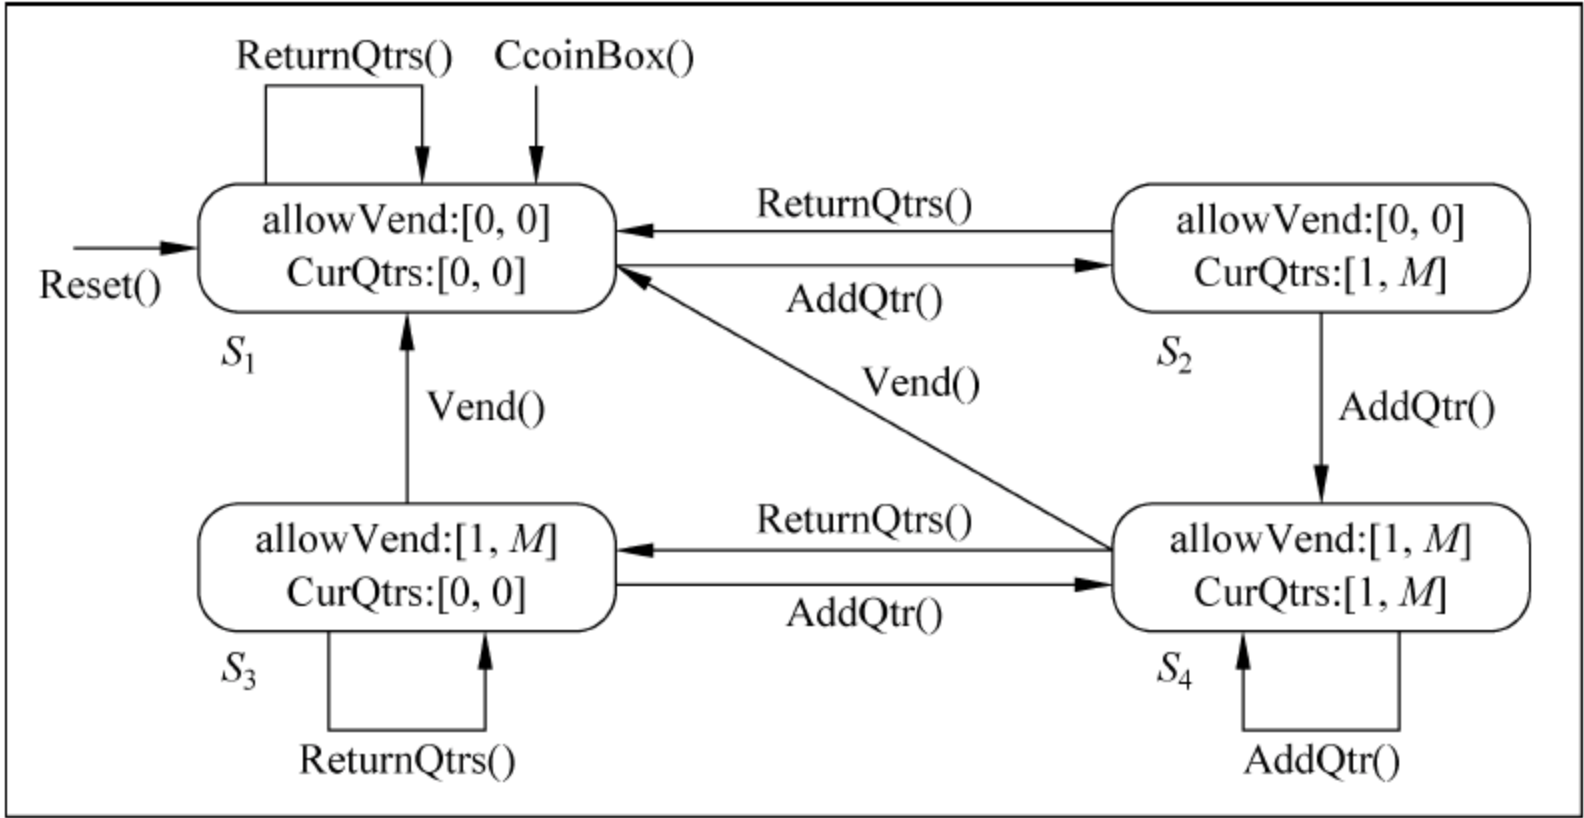 ReturnQtrs() CcoinBox()
allowVend:[0, 0]
CurQtrs:[0, 0]
Reset()
S1
ReturnQtrs()
AddQtr()
allowVend:[0, 0]
CurQtrs:[1, M]
S2
Vend()
Vend()
AddQtr()
allowVend:[1, M]
CurQtrs:[0, 0]
S3
ReturnQtrs()
ReturnQtrs()
AddQtr()
allowVend:[1, M]
CurQtrs:[1, M]
S4
AddQtr()